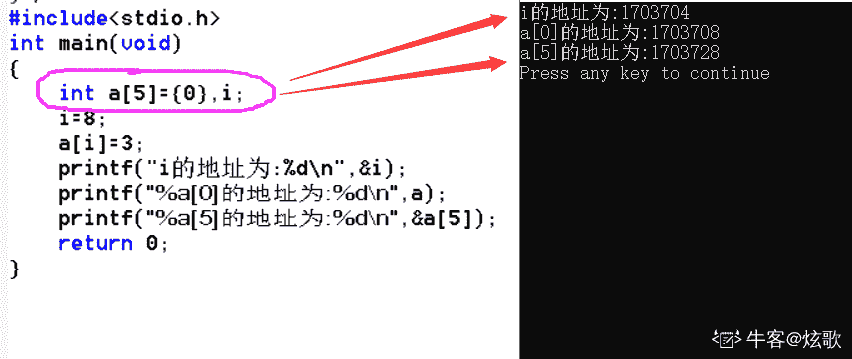 #include<stdio.h>
int main(void)
{
int a[5]={0},i;
i=8;
a[i]=3;
printf("i的地址为:%d\n",&i);
printf("%a[0]的地址为:%d\n",a);
printf("%a[5]的地址为:%d\n",&a[5]);
return 0;
}
i的地址为:1703704
a[0]的地址为:1703708
a[5]的地址为:1703728
Press any key to continue
牛客@炫歌